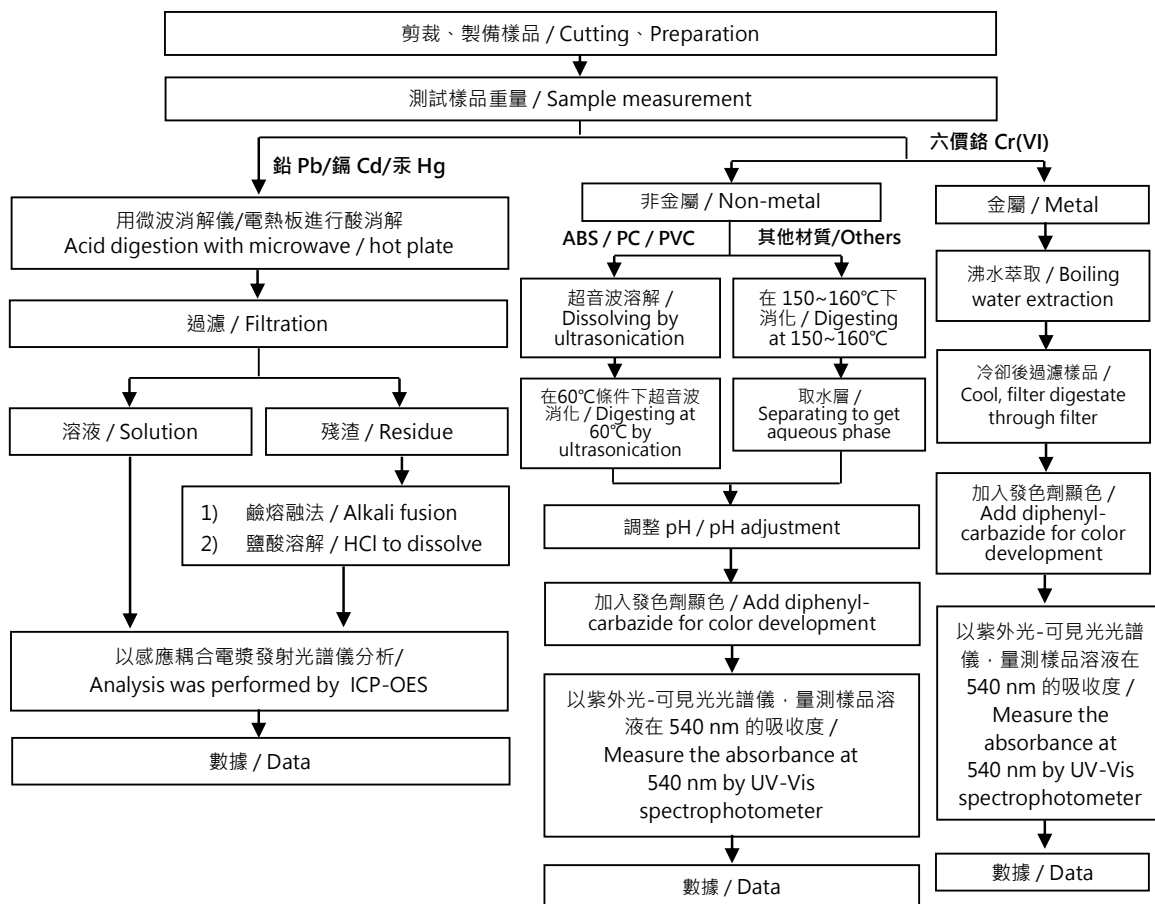 剪裁、製備樣品 / Cutting、Preparation
測試樣品重量 / Sample measurement
鉛 Pb/鎘 Cd/汞 Hg
六價鉻 Cr(VI)
用微波消解儀/電熱板進行酸消解
Acid digestion with microwave / hot plate
過濾 / Filtration
溶液 / Solution
殘渣 / Residue
1) 鹼熔融法 / Alkali fusion
2) 鹽酸溶解 / HCl to dissolve
以感應耦合電漿發射光譜儀分析/
Analysis was performed by ICP-OES
數據 / Data
非金屬 / Non-metal
ABS / PC / PVC
其他材質/Others
超音波溶解 /
Dissolving by
ultrasonication
在60℃條件下超音波
消化 / Digesting at
60℃ by
ultrasonication
在 150~160℃下
消化 / Digesting
at 150~160℃
取水層 /
Separating to get
aqueous phase
調整 pH / pH adjustment
加入發色劑顯色 / Add diphenyl-
carbazide for color development
以紫外光-可見光光譜儀，量測樣品溶
液在 540 nm 的吸收度 /
Measure the absorbance at
540 nm by UV-Vis
spectrophotometer
數據 / Data
金屬 / Metal
沸水萃取 / Boiling
water extraction
冷卻後過濾樣品 /
Cool, filter digestate
through filter
加入發色劑顯色 /
Add diphenyl-
carbazide for color
development
以紫外光-可見光光譜
儀，量測樣品溶液在
540 nm 的吸收度 /
Measure the
absorbance at
540 nm by UV-Vis
spectrophotometer
數據 / Data